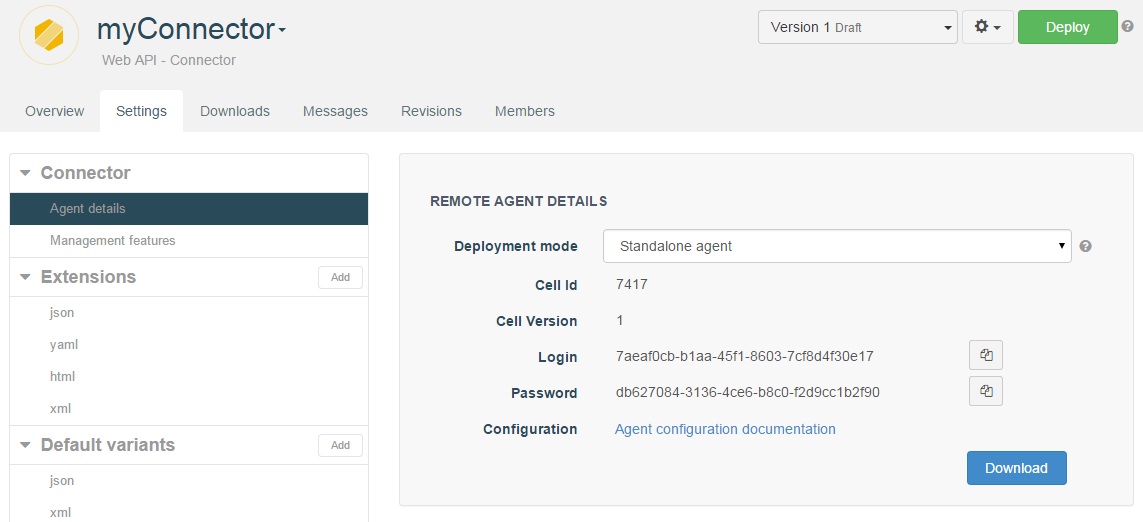 myConnector
Web API - Connector
Version 1 Draft
Deploy
Overview Settings Downloads Messages Revisions Members
Connector
Agent details
Management features
Extensions Add
json
yaml
html
xml
Default variants Add
json
xml
REMOTE AGENT DETAILS
Deployment mode Standalone agent
Cell Id 7417
Cell Version 1
Login 7aeaf0cb-b1aa-45f1-8603-7cf8d4f30e17
Password db627084-3136-4ce6-b8c0-f2d9cc1b2f90
Configuration Agent configuration documentation
Download